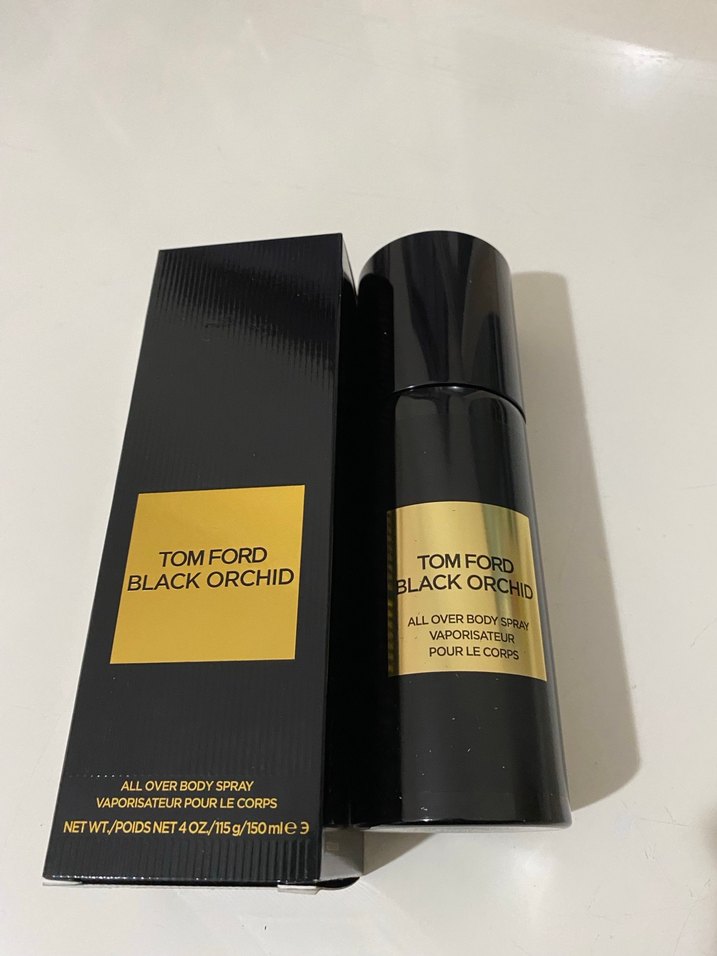 TOM FORD
BLACK ORCHID
ALL OVER BODY SPRAY
VAPORISATEUR POUR LE CORPS
NET WT./POIDS NET 4 OZ./115 g/150 ml ℮ Э
TOM FORD
BLACK ORCHID
ALL OVER BODY SPRAY
VAPORISATEUR
POUR LE CORPS